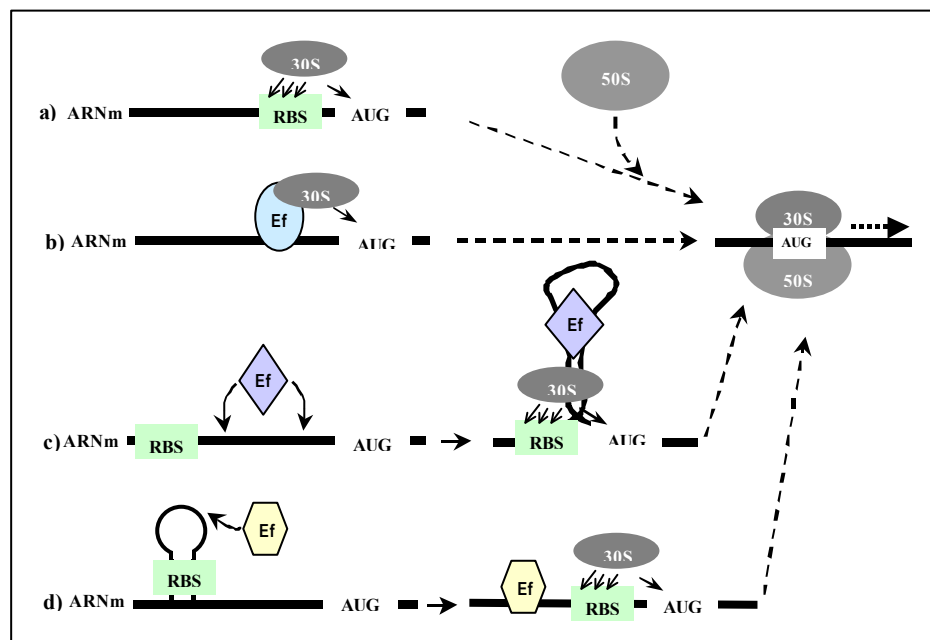 30S
50S
a) ARNm RBS AUG
30S
Ef
b) ARNm AUG
30S
AUG
50S
Ef
Ef
30S
c) ARNm RBS AUG RBS AUG
Ef
RBS
30S
Ef
d) ARNm AUG RBS AUG